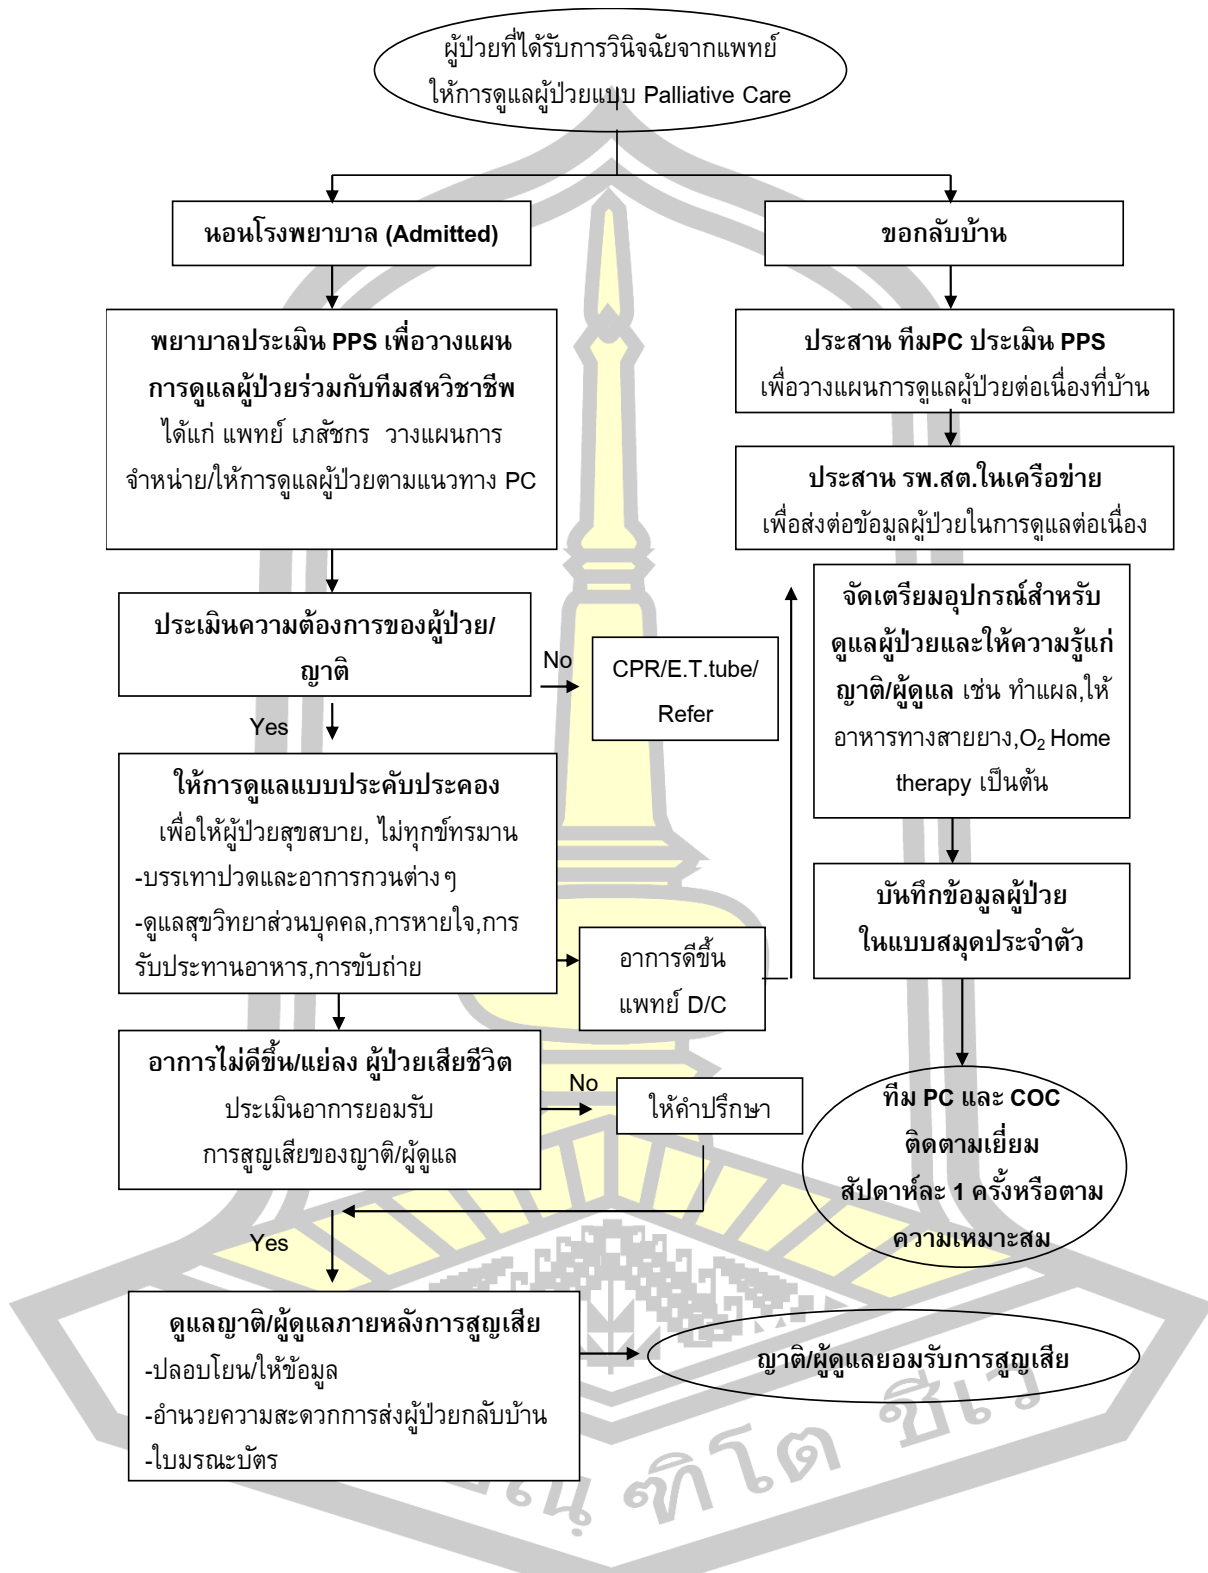 ผู้ป่วยที่ได้รับการวินิจฉัยจากแพทย์
ให้การดูแลผู้ป่วยแบบ Palliative Care
นอนโรงพยาบาล (Admitted)
ขอกลับบ้าน
พยาบาลประเมิน PPS เพื่อวางแผน
การดูแลผู้ป่วยร่วมกับทีมสหวิชาชีพ
ได้แก่ แพทย์ เภสัชกร วางแผนการ
จำหน่าย/ให้การดูแลผู้ป่วยตามแนวทาง PC
ประสาน ทีมPC ประเมิน PPS
เพื่อวางแผนการดูแลผู้ป่วยต่อเนื่องที่บ้าน
ประสาน รพ.สต.ในเครือข่าย
เพื่อส่งต่อข้อมูลผู้ป่วยในการดูแลต่อเนื่อง
ประเมินความต้องการของผู้ป่วย/
ญาติ
No
CPR/E.T.tube/
Refer
Yes
จัดเตรียมอุปกรณ์สำหรับ
ดูแลผู้ป่วยและให้ความรู้แก่
ญาติ/ผู้ดูแล เช่น ทำแผล,ให้
อาหารทางสายยาง,O₂ Home
therapy เป็นต้น
ให้การดูแลแบบประคับประคอง
เพื่อให้ผู้ป่วยสุขสบาย, ไม่ทุกข์ทรมาน
-บรรเทาปวดและอาการกวนต่างๆ
-ดูแลสุขวิทยาส่วนบุคคล,การหายใจ,การ
รับประทานอาหาร,การขับถ่าย
อาการดีขึ้น
แพทย์ D/C
บันทึกข้อมูลผู้ป่วย
ในแบบสมุดประจำตัว
อาการไม่ดีขึ้น/แย่ลง ผู้ป่วยเสียชีวิต
ประเมินอาการยอมรับ
การสูญเสียของญาติ/ผู้ดูแล
No
ให้คำปรึกษา
ทีม PC และ COC
ติดตามเยี่ยม
สัปดาห์ละ 1 ครั้งหรือตาม
ความเหมาะสม
Yes
ดูแลญาติ/ผู้ดูแลภายหลังการสูญเสีย
-ปลอบโยน/ให้ข้อมูล
-อำนวยความสะดวกการส่งผู้ป่วยกลับบ้าน
-ใบมรณะบัตร
ญาติ/ผู้ดูแลยอมรับการสูญเสีย
ฑิโต ชีเว